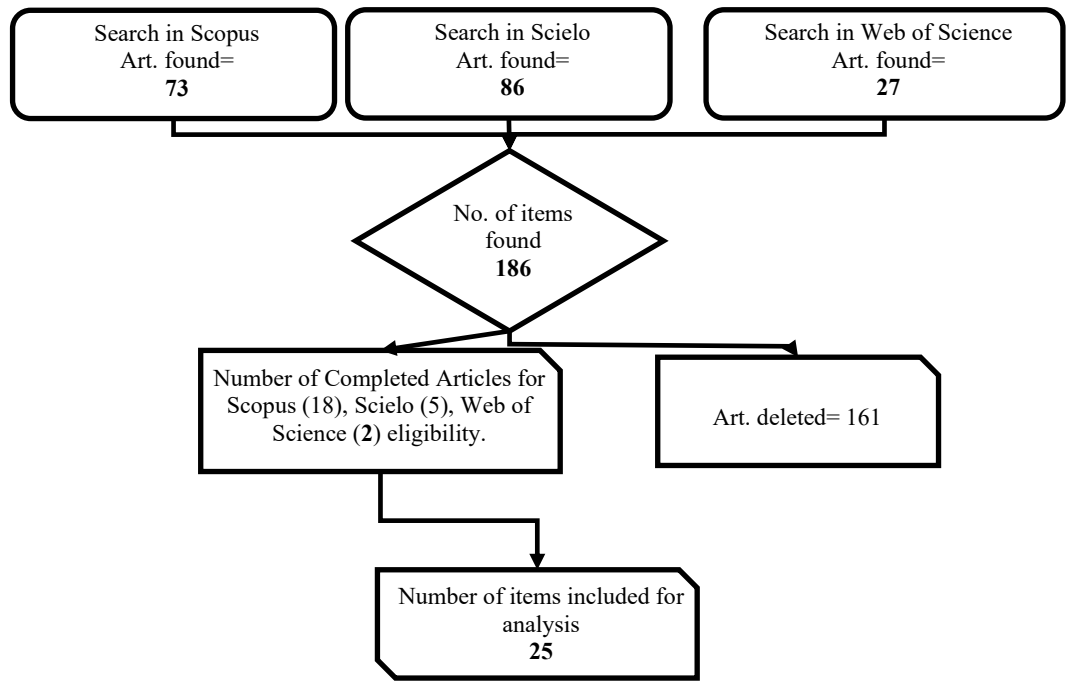 Search in Scopus
Art. found=
73
Search in Scielo
Art. found=
86
Search in Web of Science
Art. found=
27
No. of items
found
186
Number of Completed Articles for
Scopus (18), Scielo (5), Web of
Science (2) eligibility.
Art. deleted= 161
Number of items included for
analysis
25